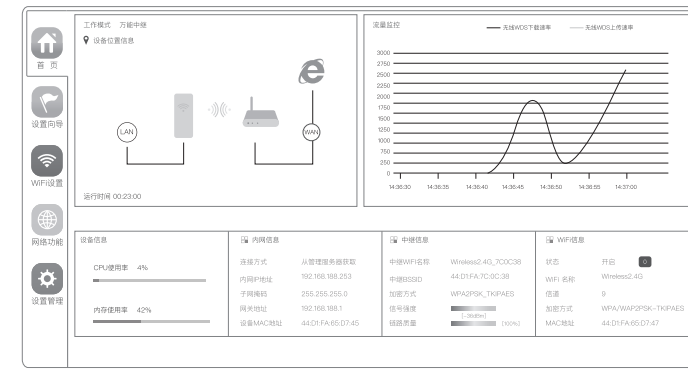 首 页
设置向导
WiFi设置
网络功能
设置管理
工作模式 万能中继
设备位置信息
LAN
WAN
运行时间 00:23:00
流量监控
无线WDS下载速率
无线WDS上传速率
3000
2750
2500
2250
2000
1750
1500
1250
1000
750
250
0
14:36:30 14:36:35 14:36:40 14:36:45 14:36:50 14:36:55 14:37:00
设备信息
CPU使用率 4%
内存使用率 42%
内网信息
连接方式 从管理服务器获取
内网IP地址 192.168.188.253
子网掩码 255.255.255.0
网关地址 192.168.188.1
设备MAC地址 44:D1:FA:65:D7:45
中继信息
中继WIFI名称 Wireless2.4G_7C0C38
中继BSSID 44:D1:FA:7C:0C:38
加密方式 WPA2PSK_TKIPAES
信号强度
[-38dBm]
链路质量 [100%]
WiFi信息
状态 开启
WIFI 名称 Wireless2.4G
信道 9
加密方式 WPA/WAP2PSK-TKIPAES
MAC地址 44:D1:FA:65:D7:47